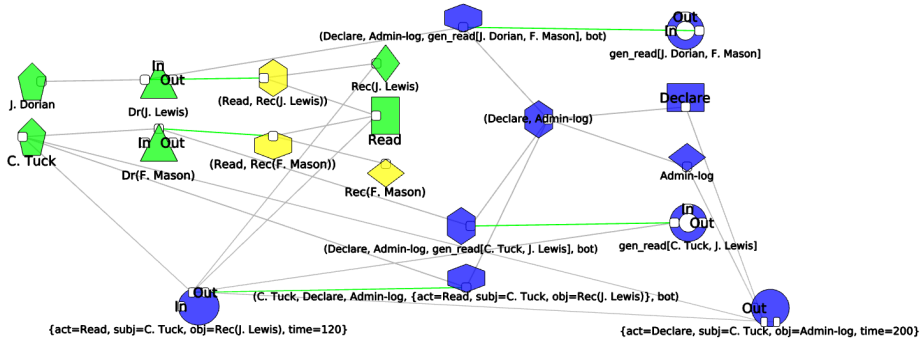 Out
In
gen_read[J. Dorian, F. Mason]
(Declare, Admin-log, gen_read[J. Dorian, F. Mason], bot)
In
Out
J. Dorian
Dr(J. Lewis)
(Read, Rec(J. Lewis))
Rec(J. Lewis)
Declare
(Declare, Admin-log)
In
Out
C. Tuck
Dr(F. Mason)
(Read, Rec(F. Mason))
Read
Rec(F. Mason)
Admin-log
In
Out
gen_read[C. Tuck, J. Lewis]
(Declare, Admin-log, gen_read[C. Tuck, J. Lewis], bot)
Out
In
(C. Tuck, Declare, Admin-log, {act=Read, subj=C. Tuck, obj=Rec(J. Lewis)}, bot)
Out
{act=Read, subj=C. Tuck, obj=Rec(J. Lewis), time=120}
{act=Declare, subj=C. Tuck, obj=Admin-log, time=200}